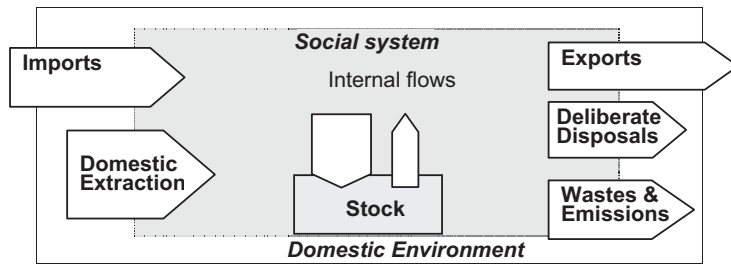 Social system
Imports
Exports
Internal flows
Deliberate
Disposals
Domestic
Extraction
Wastes &
Emissions
Stock
Domestic Environment